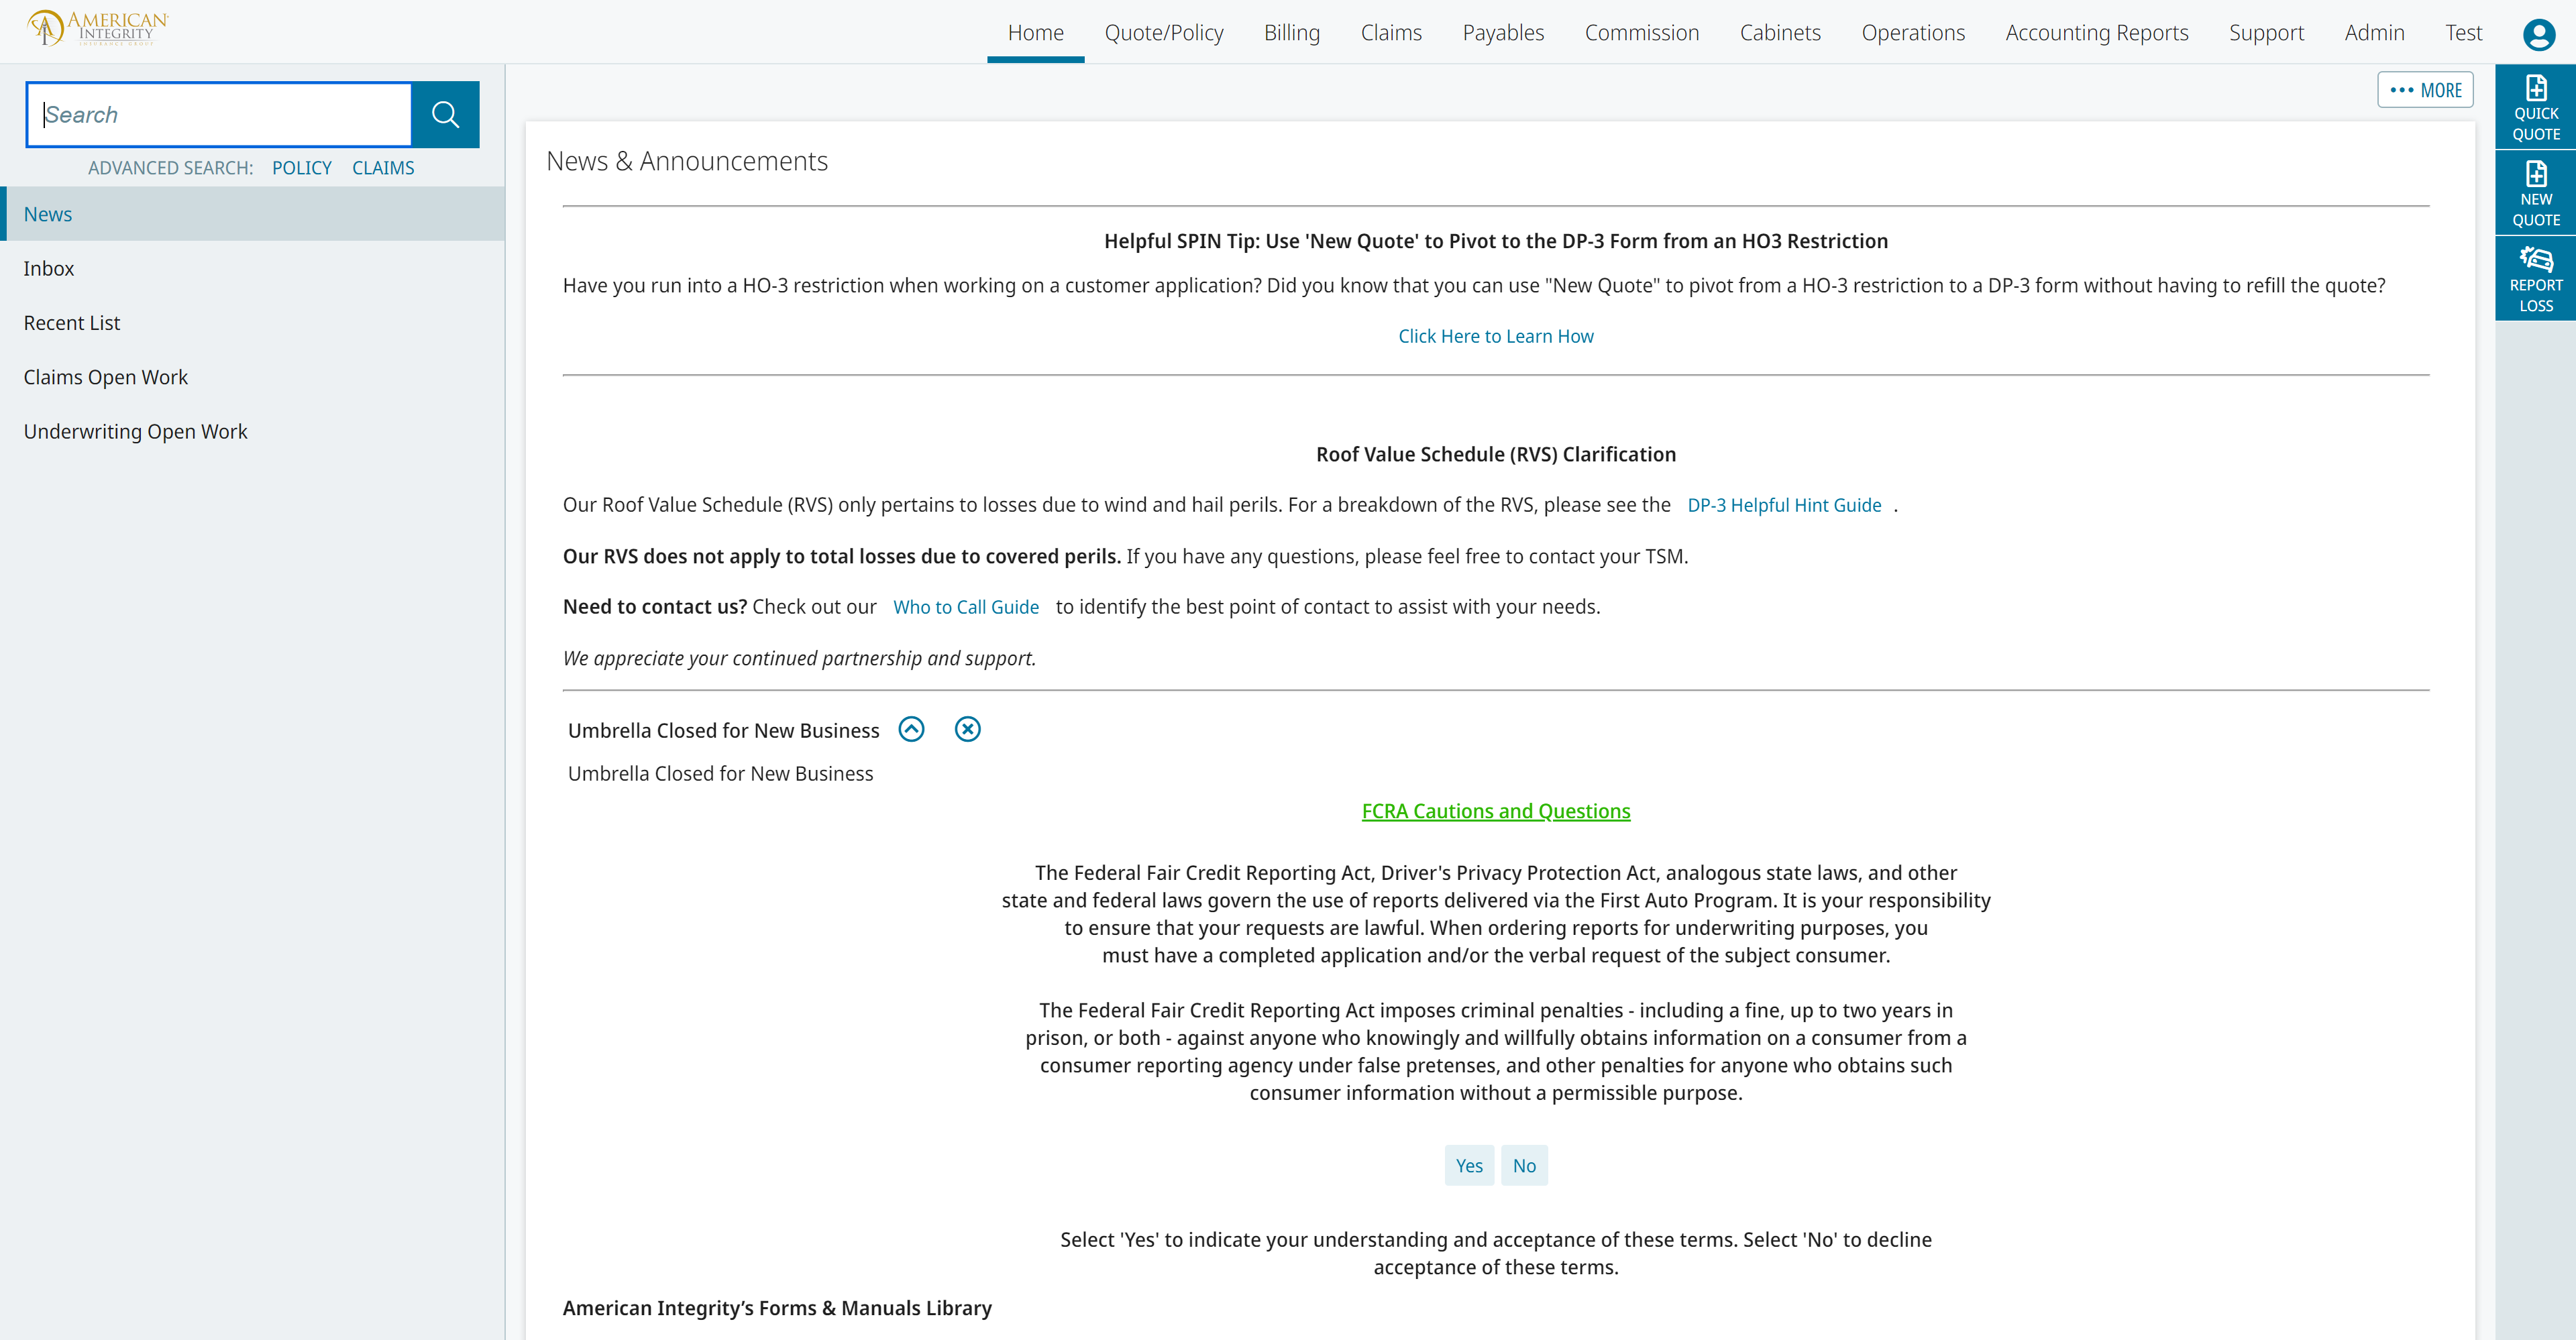 AMERICAN
INTEGRITY
INSURANCE GROUP
Home
Quote/Policy
Billing
Claims
Payables
Commission
Cabinets
Operations
Accounting Reports
Support
Admin
Test
Search
ADVANCED SEARCH: POLICY CLAIMS
News
Inbox
Recent List
Claims Open Work
Underwriting Open Work
MORE
QUICK
QUOTE
NEW
QUOTE
REPORT
LOSS
News & Announcements
Helpful SPIN Tip: Use 'New Quote' to Pivot to the DP-3 Form from an HO3 Restriction
Have you run into a HO-3 restriction when working on a customer application? Did you know that you can use "New Quote" to pivot from a HO-3 restriction to a DP-3 form without having to refill the quote?
Click Here to Learn How
Roof Value Schedule (RVS) Clarification
Our Roof Value Schedule (RVS) only pertains to losses due to wind and hail perils. For a breakdown of the RVS, please see the DP-3 Helpful Hint Guide .
Our RVS does not apply to total losses due to covered perils. If you have any questions, please feel free to contact your TSM.
Need to contact us? Check out our Who to Call Guide to identify the best point of contact to assist with your needs.
We appreciate your continued partnership and support.
Umbrella Closed for New Business
Umbrella Closed for New Business
FCRA Cautions and Questions
The Federal Fair Credit Reporting Act, Driver's Privacy Protection Act, analogous state laws, and other
state and federal laws govern the use of reports delivered via the First Auto Program. It is your responsibility
to ensure that your requests are lawful. When ordering reports for underwriting purposes, you
must have a completed application and/or the verbal request of the subject consumer.
The Federal Fair Credit Reporting Act imposes criminal penalties - including a fine, up to two years in
prison, or both - against anyone who knowingly and willfully obtains information on a consumer from a
consumer reporting agency under false pretenses, and other penalties for anyone who obtains such
consumer information without a permissible purpose.
Yes No
Select 'Yes' to indicate your understanding and acceptance of these terms. Select 'No' to decline
acceptance of these terms.
American Integrity’s Forms & Manuals Library